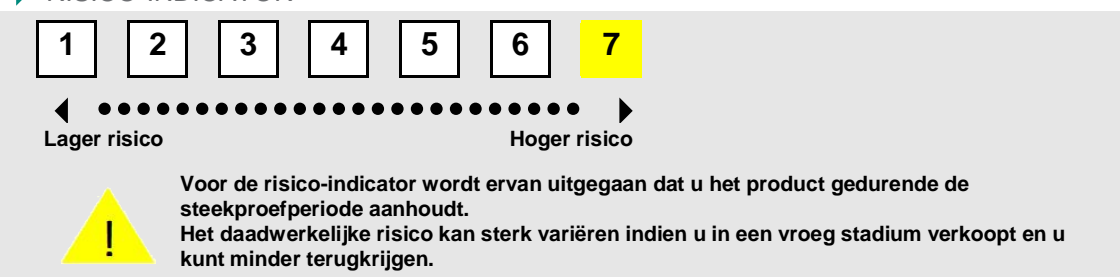 RISICO-INDICATOR
1 2 3 4 5 6 7
Lager risico Hoger risico
!
Voor de risico-indicator wordt ervan uitgegaan dat u het product gedurende de
steekproefperiode aanhoudt.
Het daadwerkelijke risico kan sterk variëren indien u in een vroeg stadium verkoopt en u
kunt minder terugkrijgen.